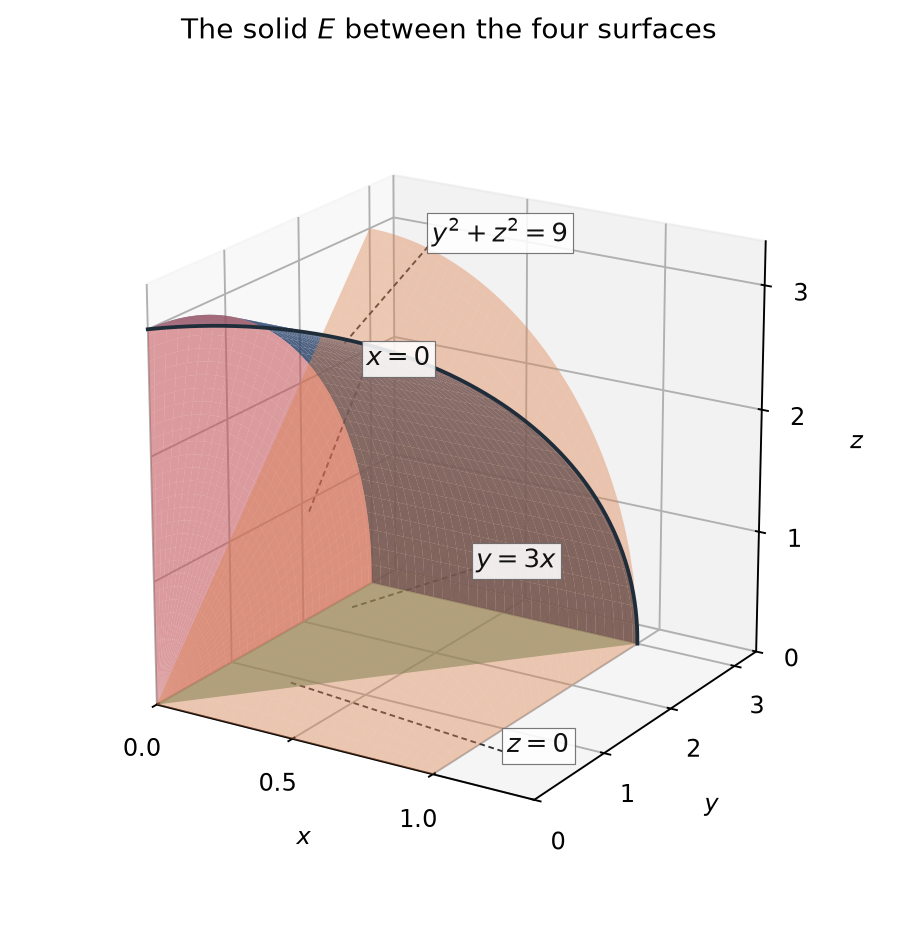 The solid E between the four surfaces
y² + z² = 9
x = 0
y = 3x
z = 0
3
2
1
0
z
3
2
1
0
y
0.0
0.5
1.0
x